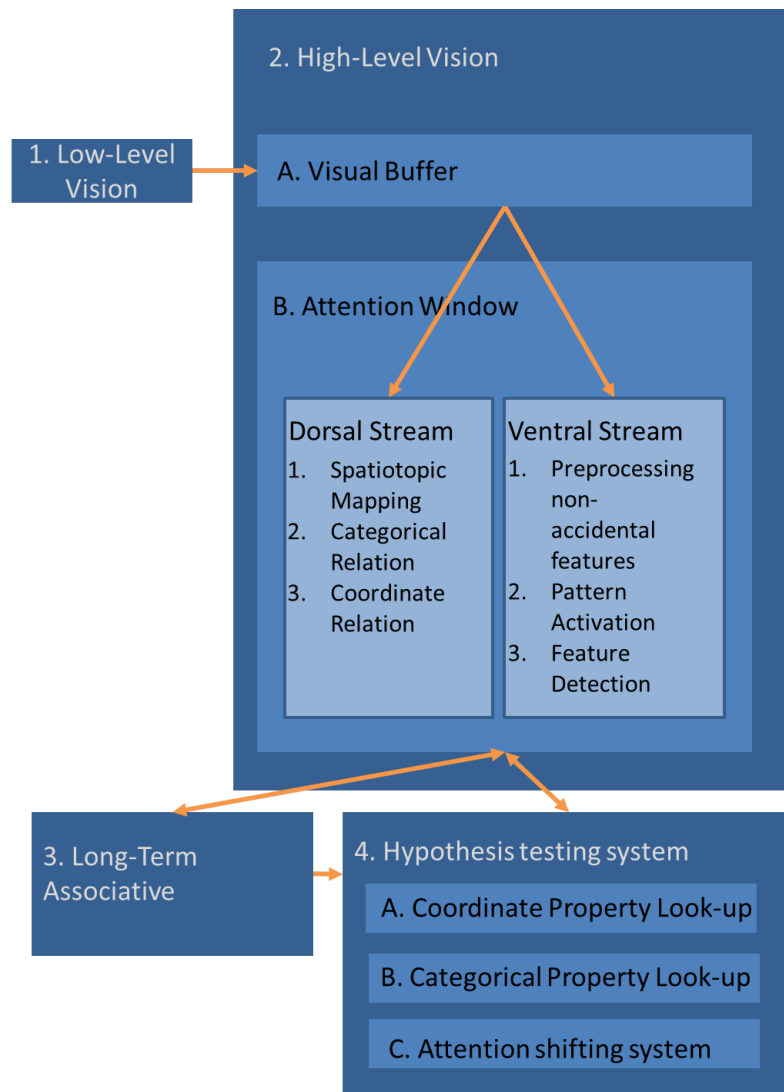 2. High-Level Vision
1. Low-Level
Vision
A. Visual Buffer
B. Attention Window
Dorsal Stream
1. Spatiotopic
Mapping
2. Categorical
Relation
3. Coordinate
Relation
Ventral Stream
1. Preprocessing
non-
accidental
features
2. Pattern
Activation
3. Feature
Detection
3. Long-Term
Associative
4. Hypothesis testing system
A. Coordinate Property Look-up
B. Categorical Property Look-up
C. Attention shifting system